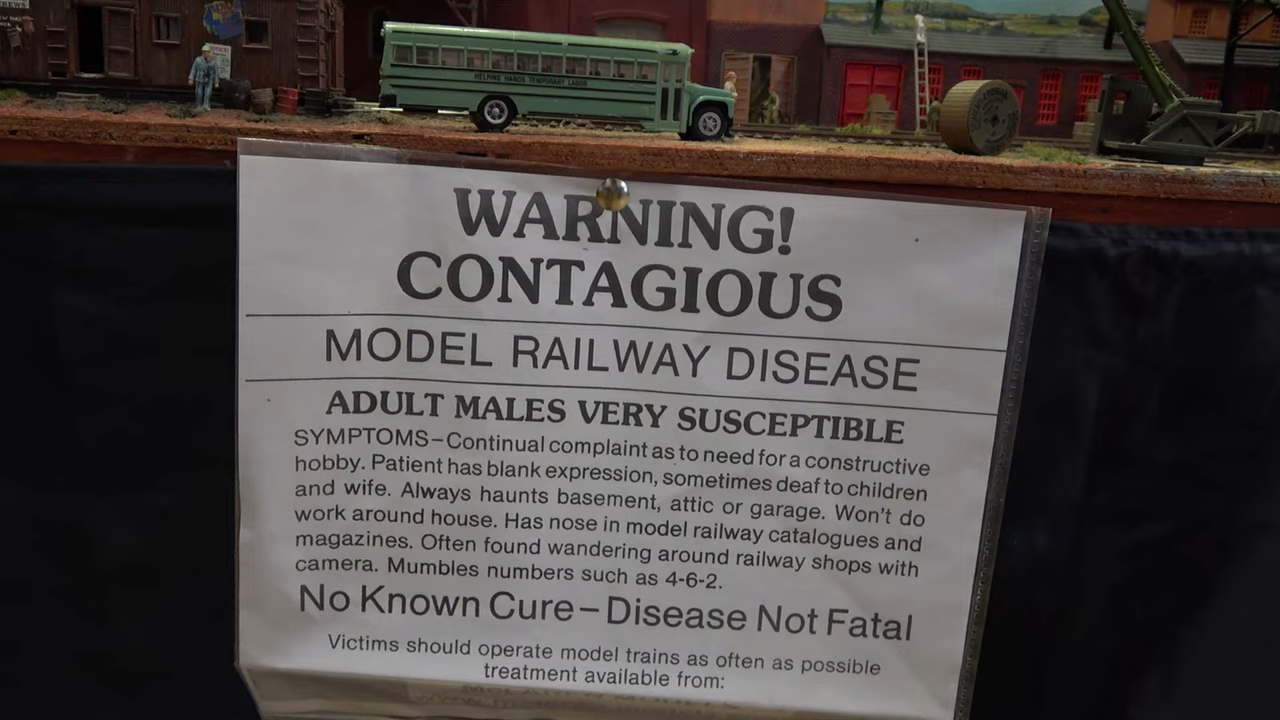 HELPING HANDS TEMPORARY LABOR
WARNING!
CONTAGIOUS
MODEL RAILWAY DISEASE
ADULT MALES VERY SUSCEPTIBLE
SYMPTOMS–Continual complaint as to need for a constructive
hobby. Patient has blank expression, sometimes deaf to children
and wife. Always haunts basement, attic or garage. Won't do
work around house. Has nose in model railway catalogues and
magazines. Often found wandering around railway shops with
camera. Mumbles numbers such as 4-6-2.
No Known Cure – Disease Not Fatal
Victims should operate model trains as often as possible
treatment available from: